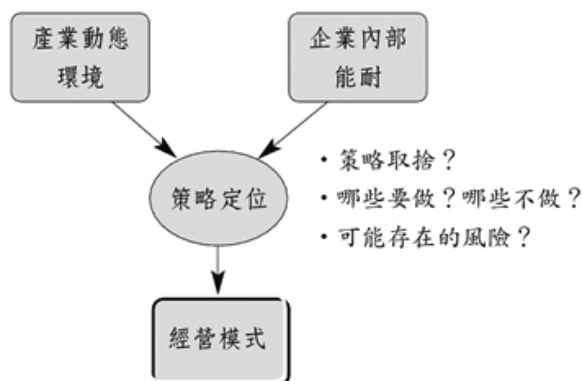 產業動態
環境
企業內部
能耐
策略定位
・策略取捨？
・哪些要做？哪些不做？
・可能存在的風險？
經營模式